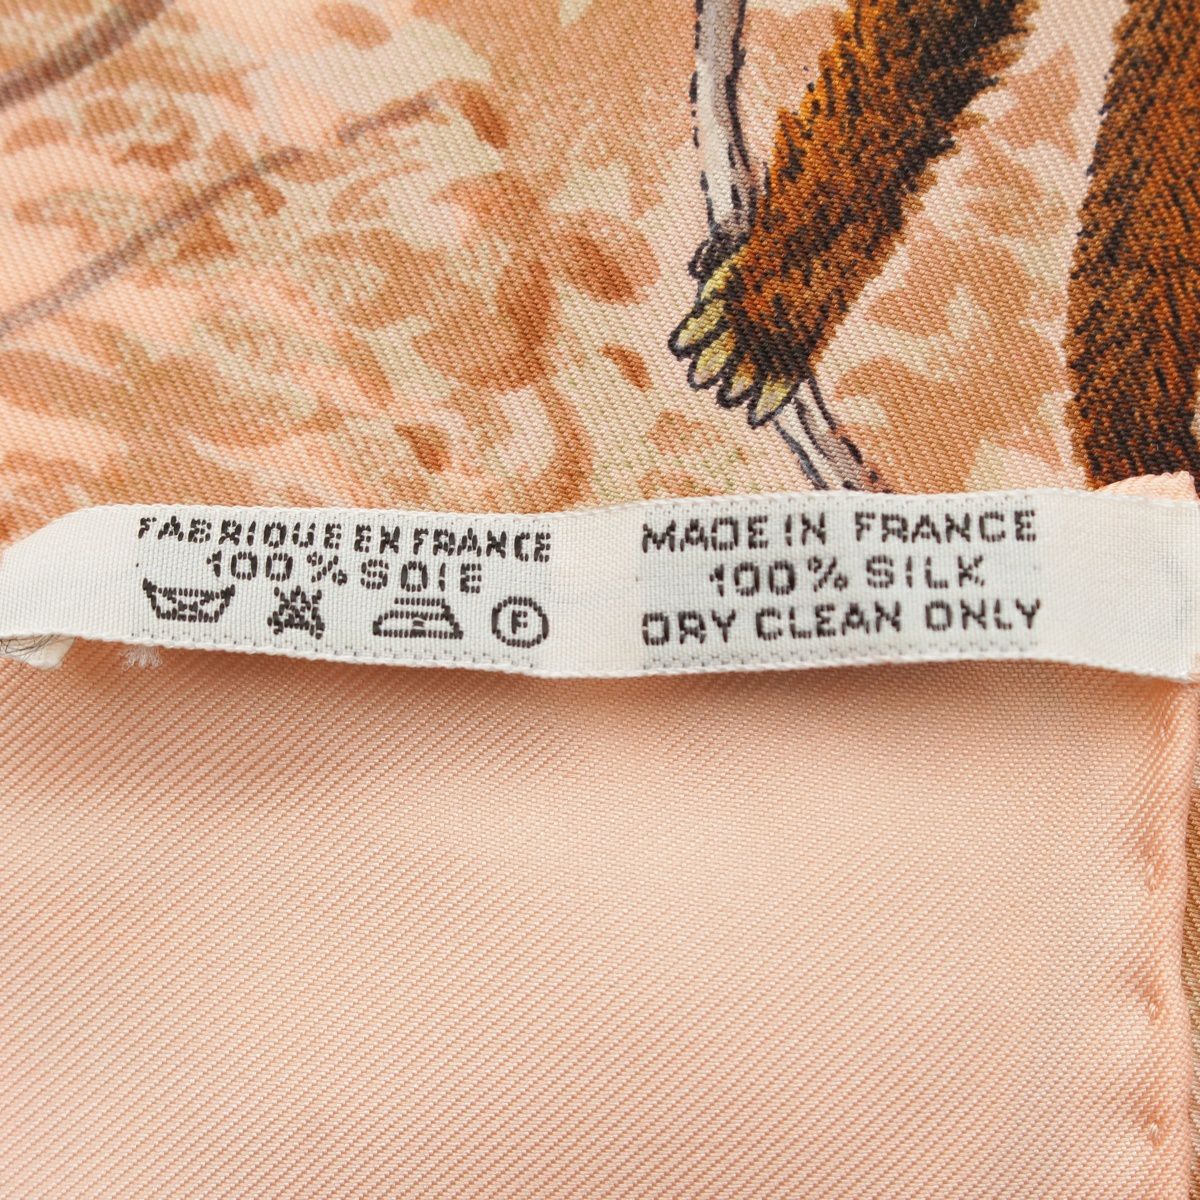 FABRIQUE EN FRANCE
100% SOIE
F
MADE IN FRANCE
100% SILK
DRY CLEAN ONLY